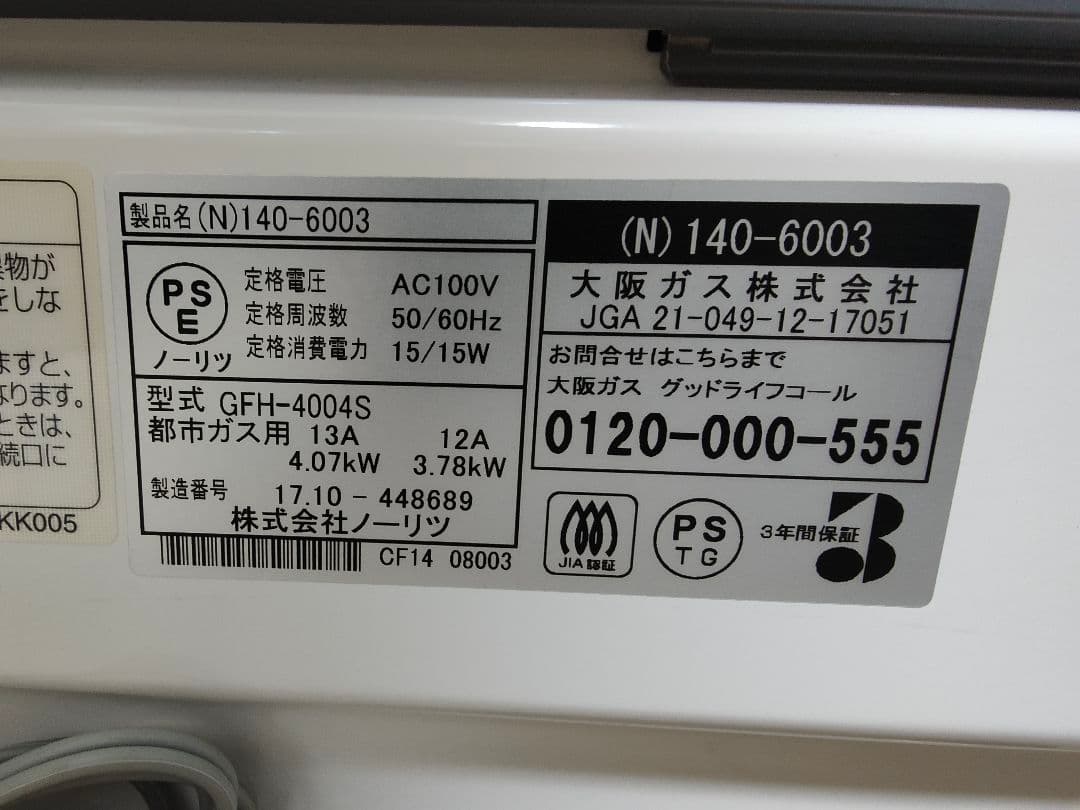 物が
をしな
ますと、
なります。
ときは、
続口に
KK005
製品名(N)140-6003
PS
E
ノーリツ
定格電圧 AC100V
定格周波数 50/60Hz
定格消費電力 15/15W
型式 GFH-4004S
都市ガス用 13A 12A
4.07kW 3.78kW
製造番号 17.10 - 448689
株式会社ノーリツ
CF14 08003
(N)140-6003
大阪ガス株式会社
JGA 21-049-12-17051
お問合せはこちらまで
大阪ガス グッドライフコール
0120-000-555
JIA認証
PS
TG
3年間保証
3